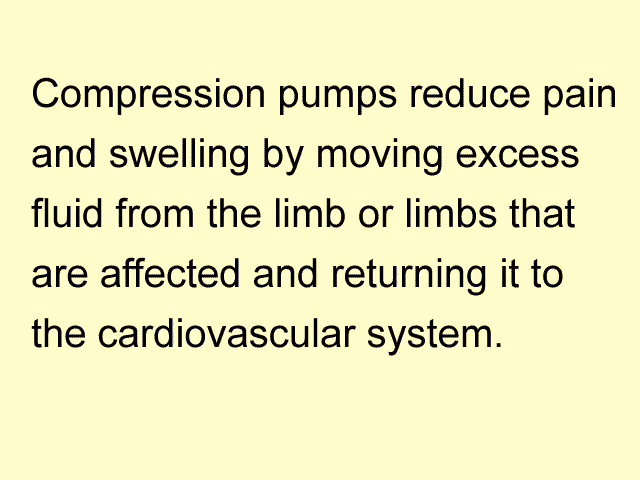 Compression pumps reduce pain
and swelling by moving excess
fluid from the limb or limbs that
are affected and returning it to
the cardiovascular system.